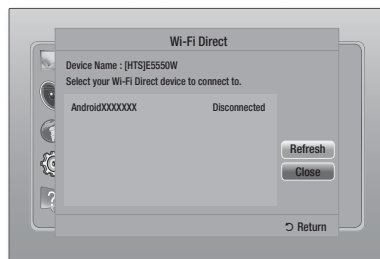 Wi-Fi Direct
Device Name : [HTS]E5550W
Select your Wi-Fi Direct device to connect to.
AndroidXXXXXXX Disconnected
Refresh
Close
Return